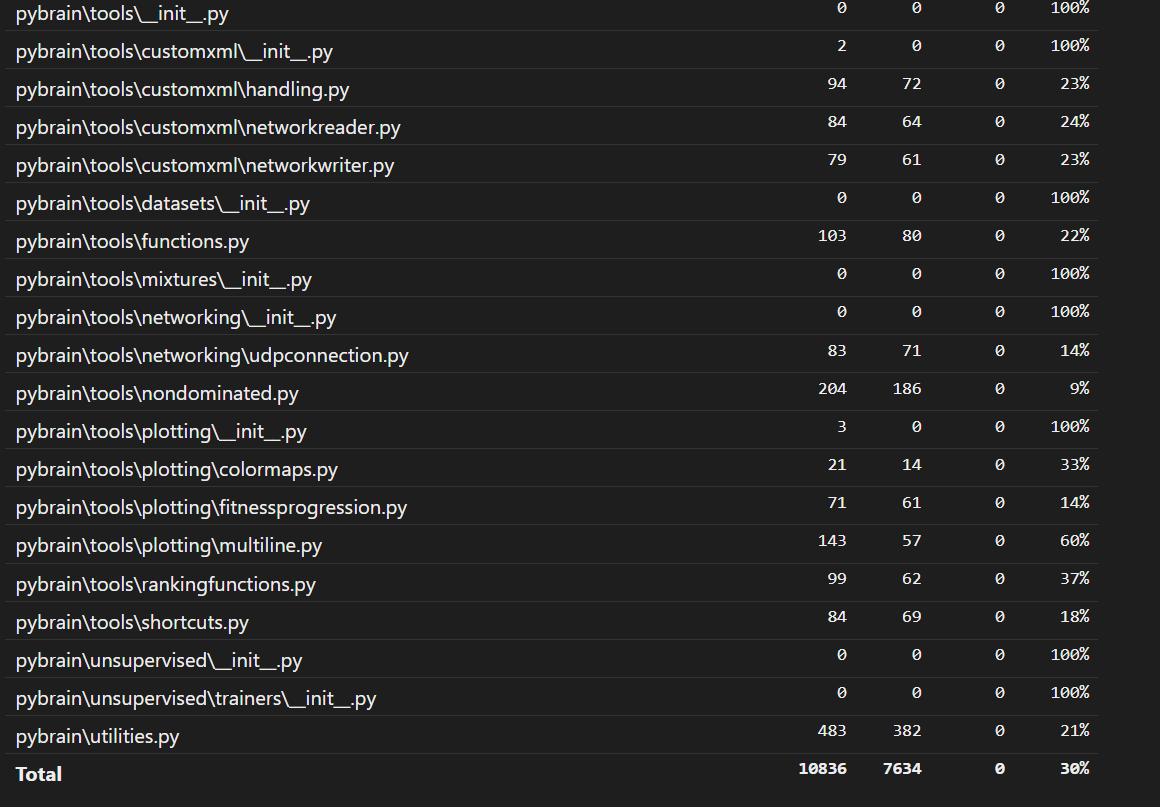 pybrain\tools\__init__.py 0 0 0 100%
pybrain\tools\customxml\__init__.py 2 0 0 100%
pybrain\tools\customxml\handling.py 94 72 0 23%
pybrain\tools\customxml\networkreader.py 84 64 0 24%
pybrain\tools\customxml\networkwriter.py 79 61 0 23%
pybrain\tools\datasets\__init__.py 0 0 0 100%
pybrain\tools\functions.py 103 80 0 22%
pybrain\tools\mixtures\__init__.py 0 0 0 100%
pybrain\tools\networking\__init__.py 0 0 0 100%
pybrain\tools\networking\udpconnection.py 83 71 0 14%
pybrain\tools\nondominated.py 204 186 0 9%
pybrain\tools\plotting\__init__.py 3 0 0 100%
pybrain\tools\plotting\colormaps.py 21 14 0 33%
pybrain\tools\plotting\fitnessprogression.py 71 61 0 14%
pybrain\tools\plotting\multiline.py 143 57 0 60%
pybrain\tools\rankingfunctions.py 99 62 0 37%
pybrain\tools\shortcuts.py 84 69 0 18%
pybrain\unsupervised\__init__.py 0 0 0 100%
pybrain\unsupervised\trainers\__init__.py 0 0 0 100%
pybrain\utilities.py 483 382 0 21%
Total 10836 7634 0 30%